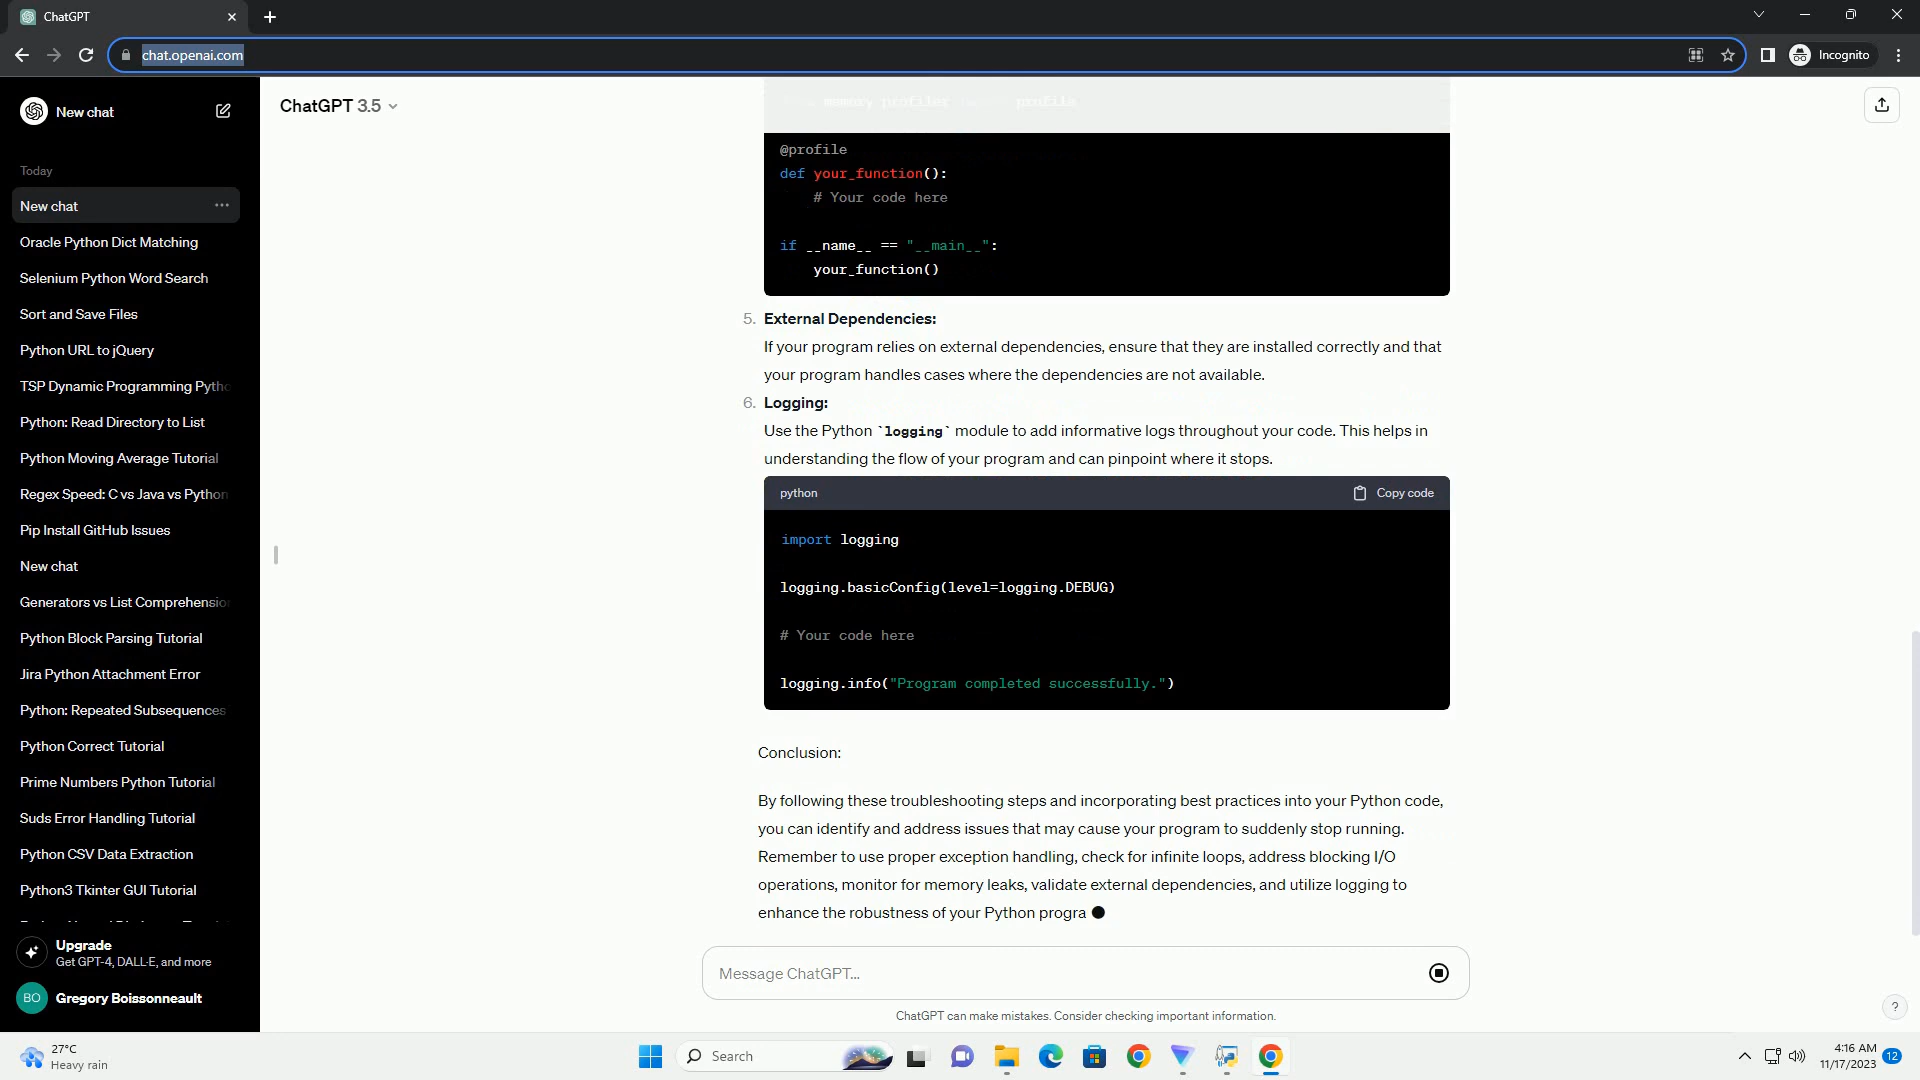 ChatGPT
chat.openai.com
Incognito
New chat
Today
New chat
Oracle Python Dict Matching
Selenium Python Word Search
Sort and Save Files
Python URL to jQuery
TSP Dynamic Programming Pytho
Python: Read Directory to List
Python Moving Average Tutorial
Regex Speed: C vs Java vs Python
Pip Install GitHub Issues
New chat
Generators vs List Comprehension
Python Block Parsing Tutorial
Jira Python Attachment Error
Python: Repeated Subsequences
Python Correct Tutorial
Prime Numbers Python Tutorial
Suds Error Handling Tutorial
Python CSV Data Extraction
Python3 Tkinter GUI Tutorial
Upgrade
Get GPT-4, DALL·E, and more
BO
Gregory Boissonneault
ChatGPT 3.5
memory_profiler profile
@profile
def your_function():
# Your code here
if __name__ == "__main__":
your_function()
5. External Dependencies:
If your program relies on external dependencies, ensure that they are installed correctly and that
your program handles cases where the dependencies are not available.
6. Logging:
Use the Python `logging` module to add informative logs throughout your code. This helps in
understanding the flow of your program and can pinpoint where it stops.
python Copy code
import logging
logging.basicConfig(level=logging.DEBUG)
# Your code here
logging.info("Program completed successfully.")
Conclusion:
By following these troubleshooting steps and incorporating best practices into your Python code,
you can identify and address issues that may cause your program to suddenly stop running.
Remember to use proper exception handling, check for infinite loops, address blocking I/O
operations, monitor for memory leaks, validate external dependencies, and utilize logging to
enhance the robustness of your Python progra
Message ChatGPT...
ChatGPT can make mistakes. Consider checking important information.
?
27°C
Heavy rain
Search
4:16 AM
11/17/2023
12